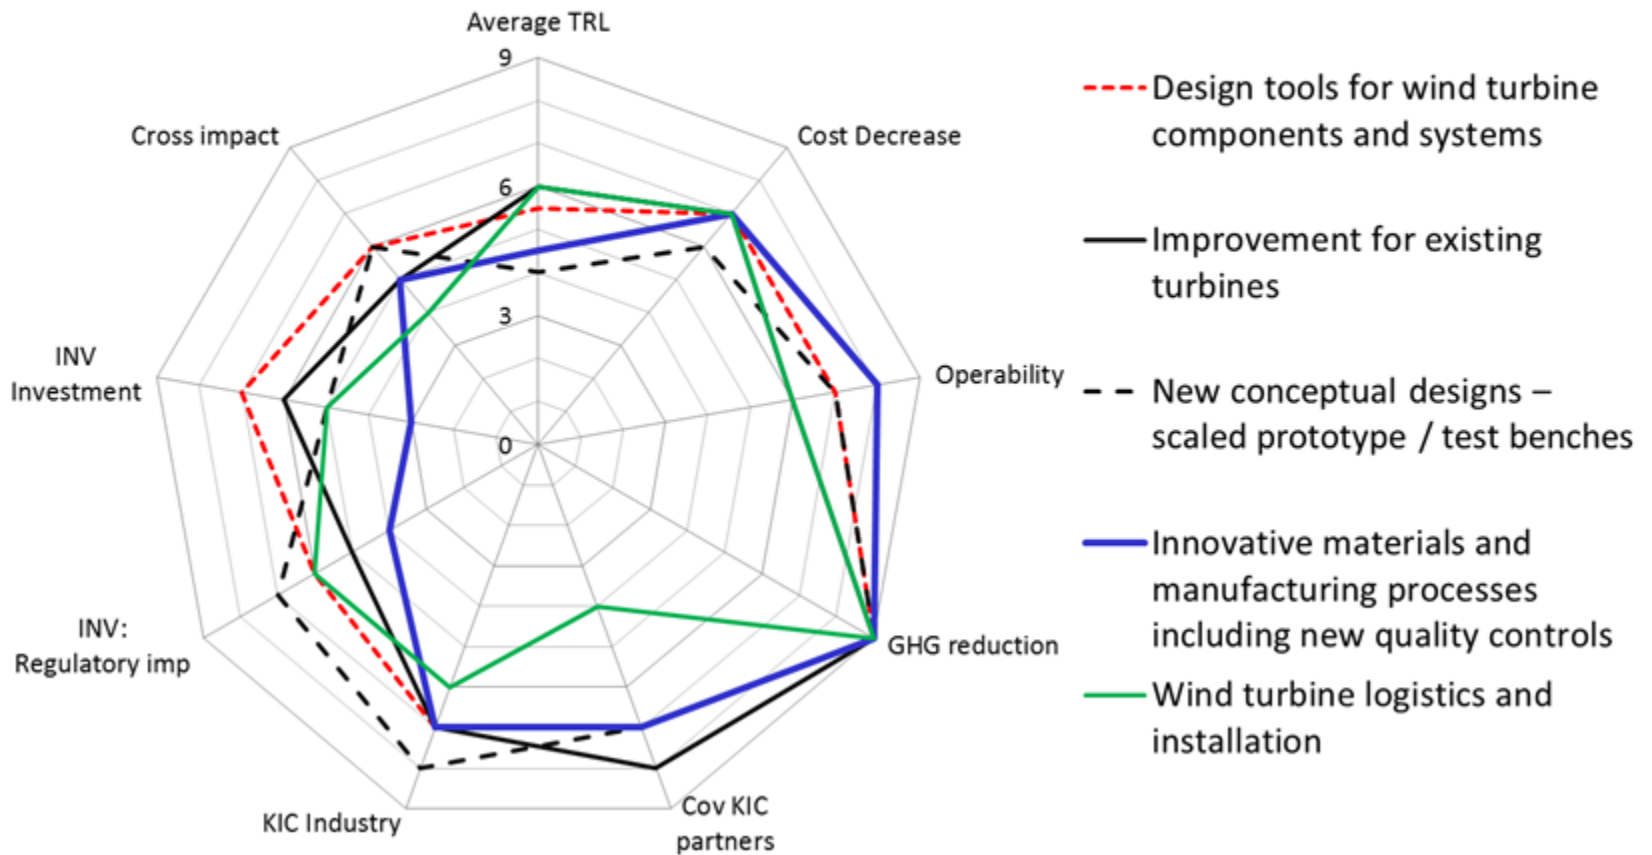 Average TRL
9
Cross impact
Cost Decrease
6
INV
Investment
3
Operability
0
INV:
Regulatory imp
GHG reduction
KIC Industry
Cov KIC
partners
Design tools for wind turbine
components and systems
Improvement for existing
turbines
New conceptual designs –
scaled prototype / test benches
Innovative materials and
manufacturing processes
including new quality controls
Wind turbine logistics and
installation